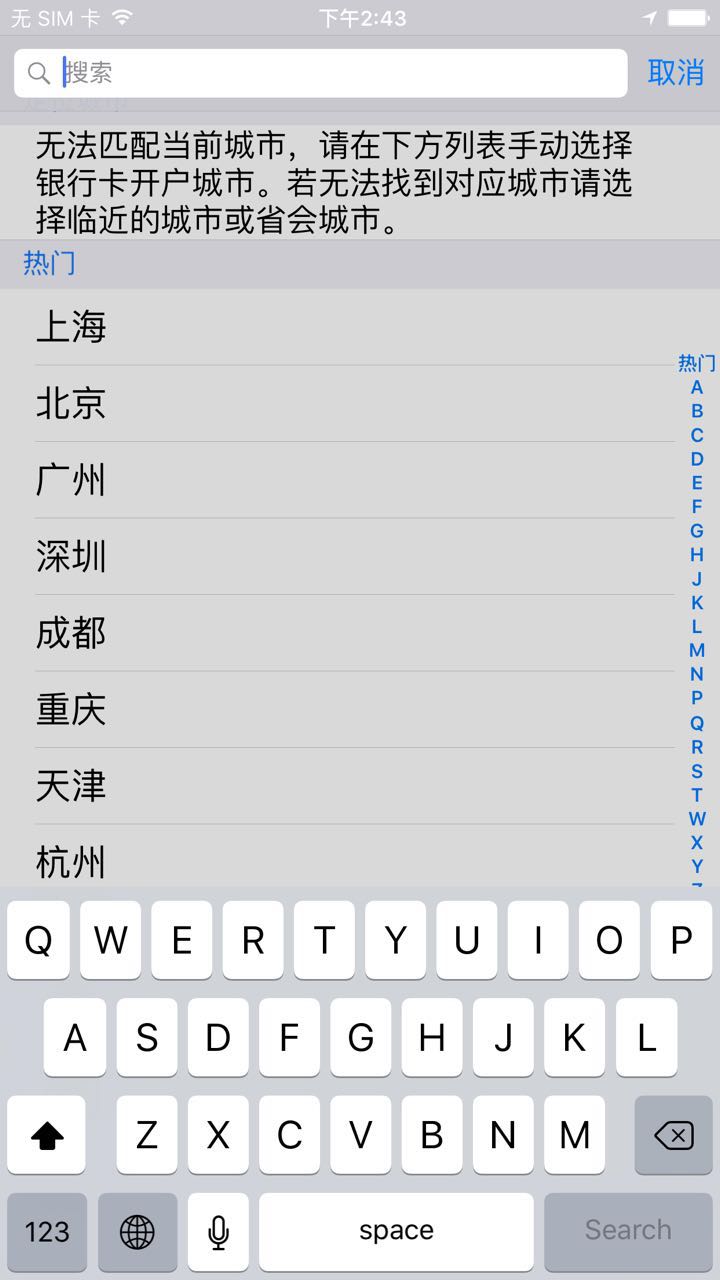 无 SIM 卡 下午2:43
搜索 取消
无法匹配当前城市，请在下方列表手动选择
银行卡开户城市。若无法找到对应城市请选
择临近的城市或省会城市。
热门
上海
北京
广州
深圳
成都
重庆
天津
杭州
热门
A
B
C
D
E
F
G
H
J
K
L
M
N
P
Q
R
S
T
W
X
Y
Q W E R T Y U I O P
A S D F G H J K L
Z X C V B N M
123 space Search